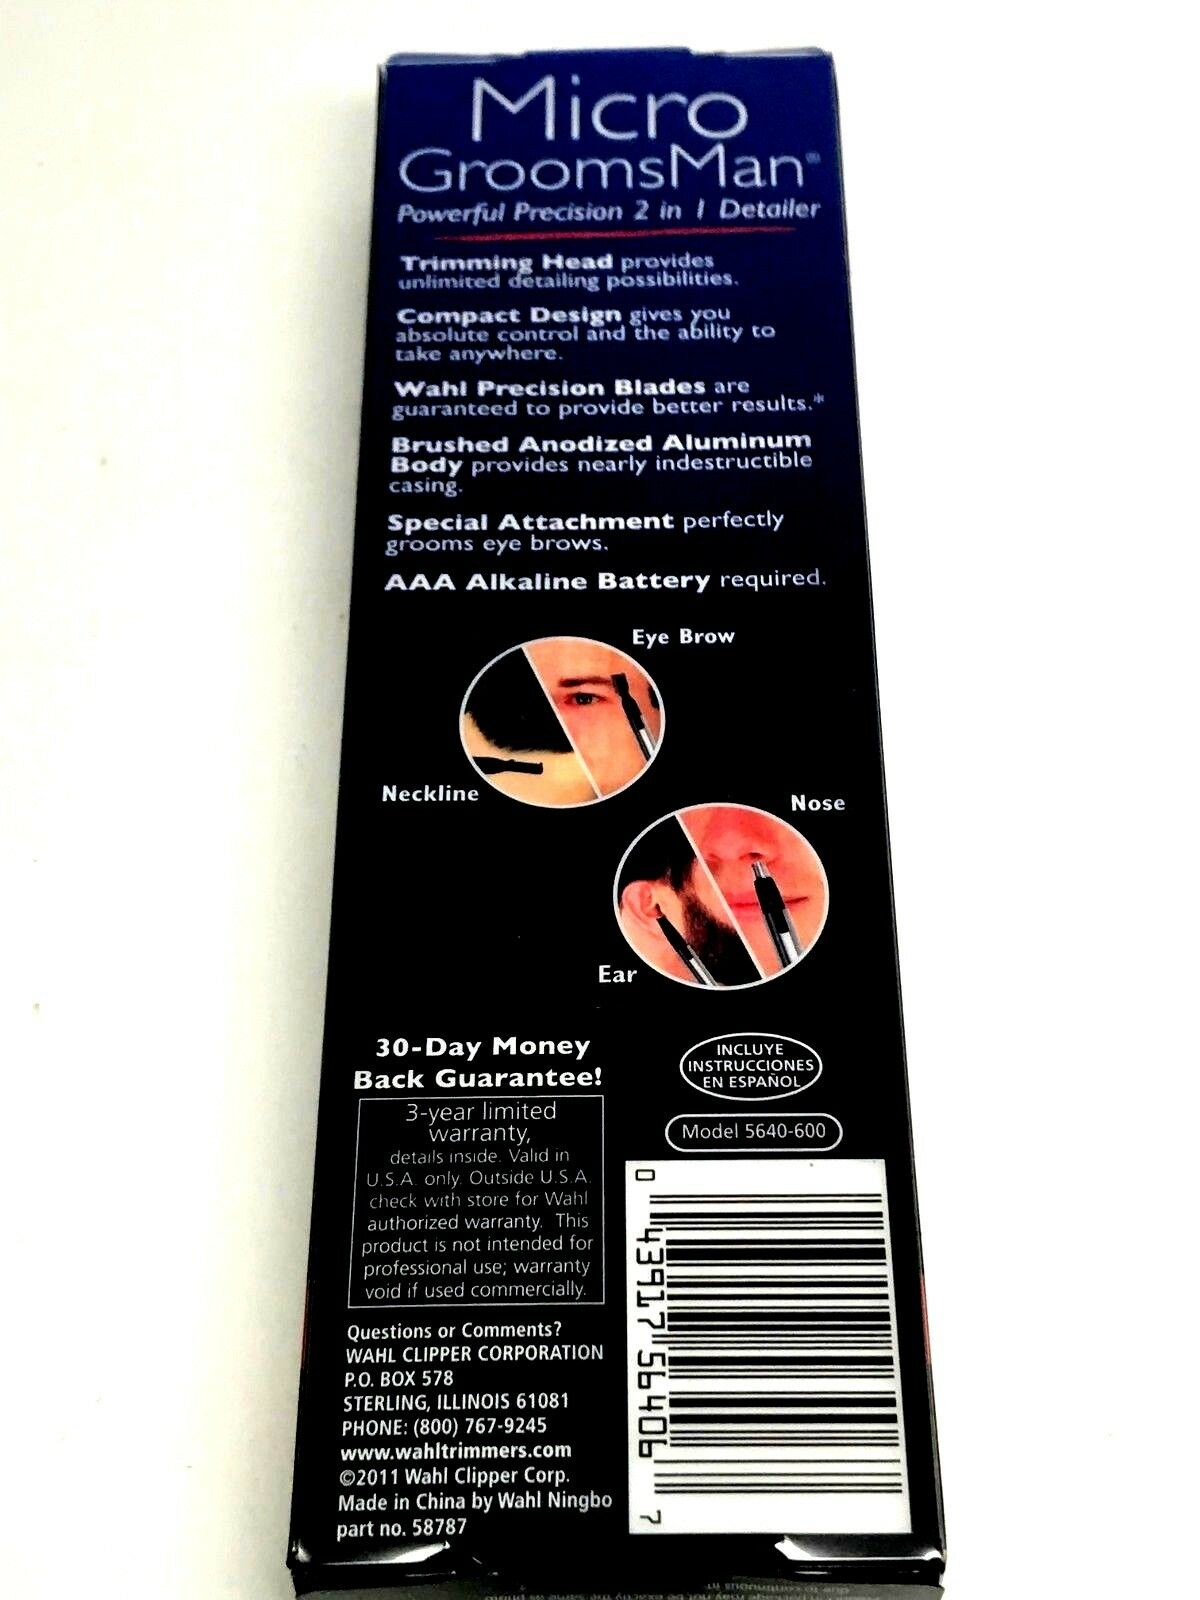 Micro
GroomsMan®
Powerful Precision 2 in 1 Detailer
Trimming Head provides
unlimited detailing possibilities.
Compact Design gives you
absolute control and the ability to
take anywhere.
Wahl Precision Blades are
guaranteed to provide better results.*
Brushed Anodized Aluminum
Body provides nearly indestructible
casing.
Special Attachment perfectly
grooms eye brows.
AAA Alkaline Battery required.
Eye Brow
Neckline
Nose
Ear
30-Day Money
Back Guarantee!
3-year limited
warranty,
details inside. Valid in
U.S.A. only. Outside U.S.A.
check with store for Wahl
authorized warranty. This
product is not intended for
professional use; warranty
void if used commercially.
Questions or Comments?
WAHL CLIPPER CORPORATION
P.O. BOX 578
STERLING, ILLINOIS 61081
PHONE: (800) 767-9245
www.wahltrimmers.com
©2011 Wahl Clipper Corp.
Made in China by Wahl Ningbo
part no. 58787
INCLUYE
INSTRUCCIONES
EN ESPAÑOL
Model 5640-600
0 43917 56406 7